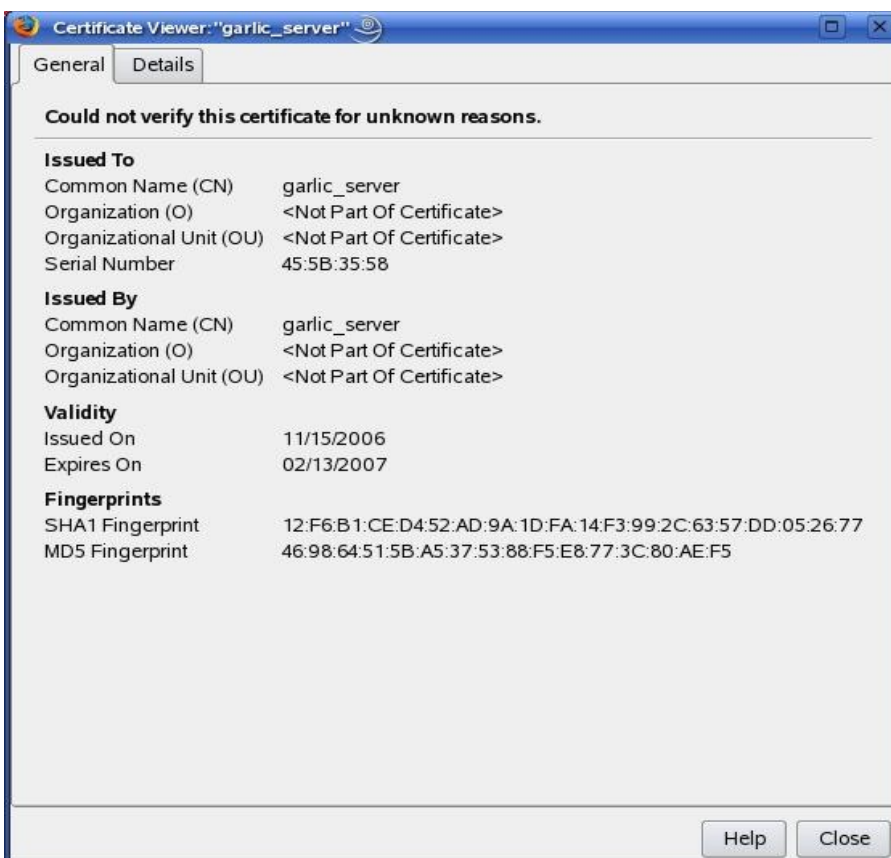 Certificate Viewer:"garlic_server"
General Details
Could not verify this certificate for unknown reasons.
Issued To
Common Name (CN) garlic_server
Organization (O) <Not Part Of Certificate>
Organizational Unit (OU) <Not Part Of Certificate>
Serial Number 45:5B:35:58
Issued By
Common Name (CN) garlic_server
Organization (O) <Not Part Of Certificate>
Organizational Unit (OU) <Not Part Of Certificate>
Validity
Issued On 11/15/2006
Expires On 02/13/2007
Fingerprints
SHA1 Fingerprint 12:F6:B1:CE:D4:52:AD:9A:1D:FA:14:F3:99:2C:63:57:DD:05:26:77
MD5 Fingerprint 46:98:64:51:5B:A5:37:53:88:F5:E8:77:3C:80:AE:F5
Help Close